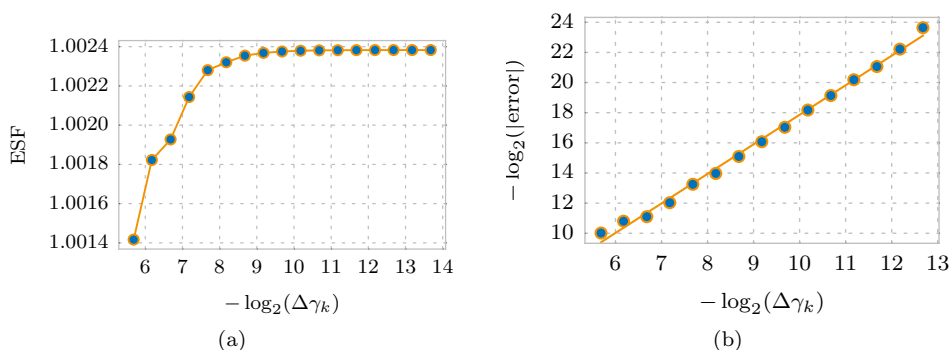 1.0024
1.0022
1.0020
1.0018
1.0016
1.0014
ESF
6 7 8 9 10 11 12 13 14
− log₂(Δγₖ)
(a)
24
22
20
18
16
14
12
10
− log₂(|error|)
6 7 8 9 10 11 12 13
− log₂(Δγₖ)
(b)